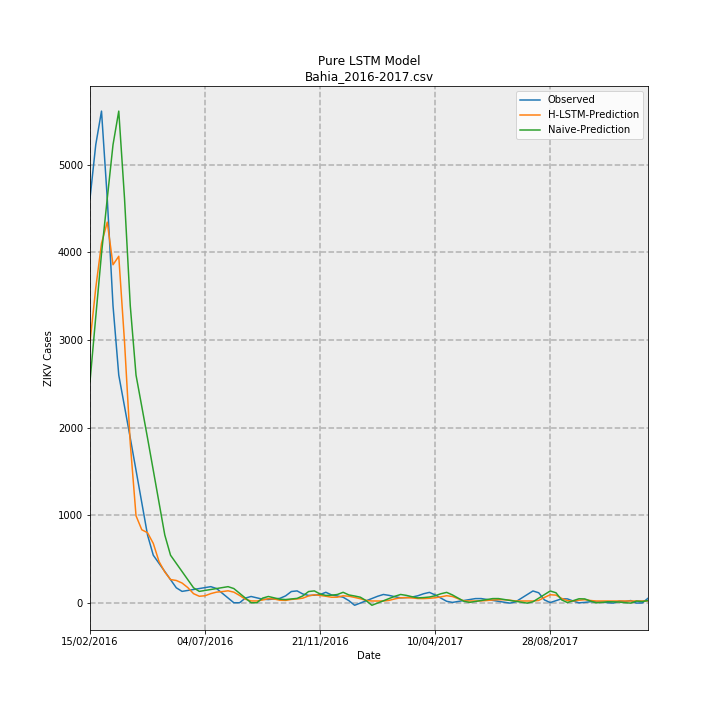 Pure LSTM Model
Bahia_2016-2017.csv
Observed
H-LSTM-Prediction
Naive-Prediction
ZIKV Cases
5000
4000
3000
2000
1000
0
15/02/2016
04/07/2016
21/11/2016
10/04/2017
28/08/2017
Date